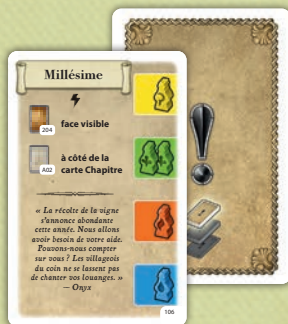 Millésime
204
face visible
A02
à côté de la
carte Chapitre
« La récolte de la vigne
s'annonce abondante
cette année. Nous allons
avoir besoin de votre aide.
Pouvons-nous compter
sur vous ? Les villageois
du coin ne se lassent pas
de chanter vos louanges. »
— Onyx
106